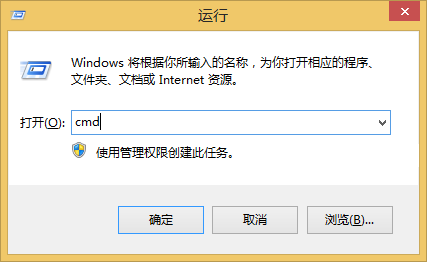 运行
Windows 将根据你所输入的名称，为你打开相应的程序、
文件夹、文档或 Internet 资源。
打开(O): cmd
使用管理权限创建此任务。
确定 取消 浏览(B)...